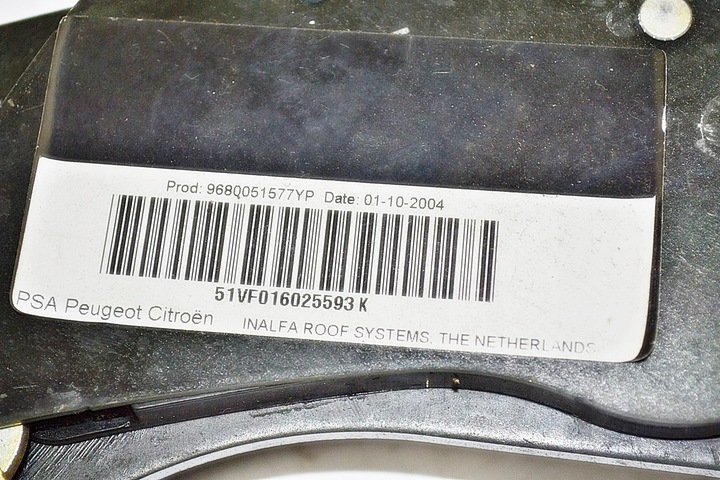 Prod: 9680051577YP Date: 01-10-2004
51VF016025593 K
PSA Peugeot Citroën
INALFA ROOF SYSTEMS, THE NETHERLANDS